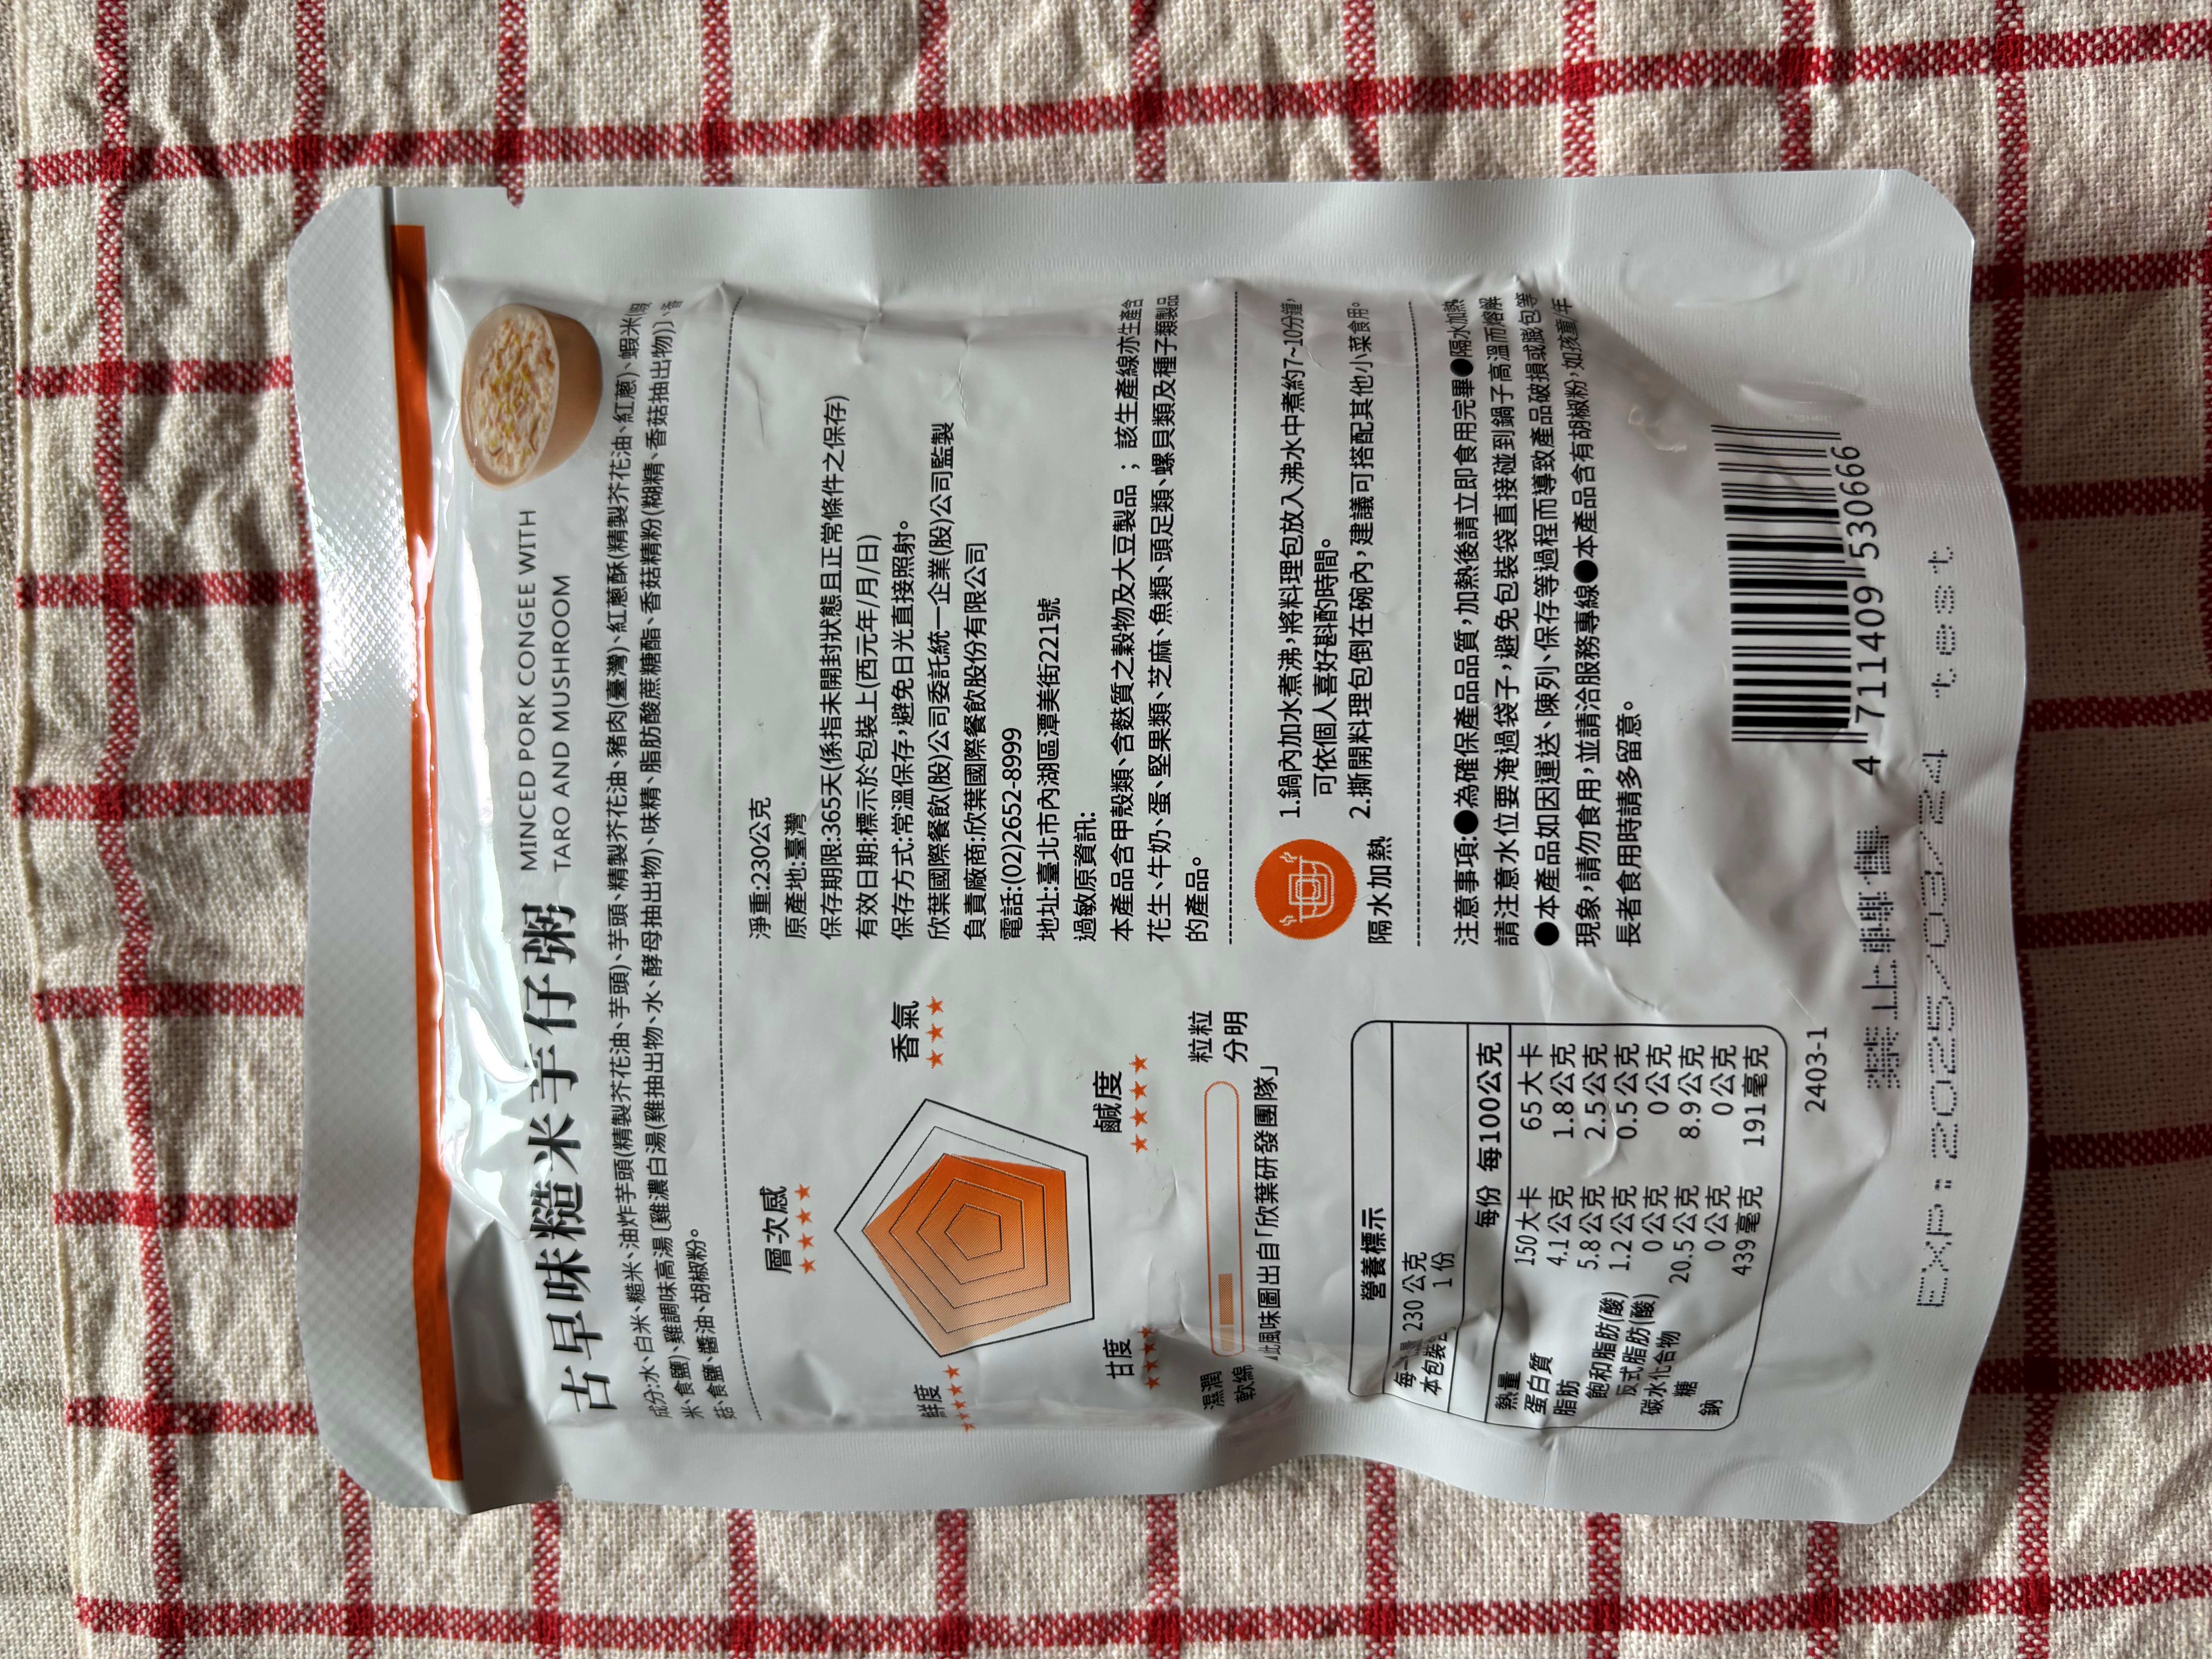 古早味糙米芋仔粥
MINCED PORK CONGEE WITH
TARO AND MUSHROOM
成分:水、白米、糙米、油炸芋頭(精製芥花油、芋頭)、芋頭、精製芥花油、豬肉(臺灣)、紅蔥酥(精製芥花油、紅蔥)、蝦米(蝦
米、食鹽)、雞調味高湯〔雞濃白湯(雞抽出物、水、酵母抽出物)、味精、脂肪酸蔗糖酯、香菇精粉(糊精、香菇抽出物)〕、香
菇、食鹽、醬油、胡椒粉。
層次感
★★★★
香氣
★★★★
鹹度
★★★★
甘度
★★★★
鮮度
★★★★★
濕潤
軟綿
粒粒
分明
此風味圖出自「欣葉研發團隊」
營養標示
每一份量 230 公克
本包裝含 1 份
每份 每100公克
熱量 150大卡 65大卡
蛋白質 4.1公克 1.8公克
脂肪 5.8公克 2.5公克
飽和脂肪(酸) 1.2公克 0.5公克
反式脂肪(酸) 0公克 0公克
碳水化合物 20.5公克 8.9公克
糖 0公克 0公克
鈉 439毫克 191毫克
2403-1
淨重:230公克
原產地:臺灣
保存期限:365天(係指未開封狀態且正常條件之保存)
有效日期:標示於包裝上(西元年/月/日)
保存方式:常溫保存,避免日光直接照射。
欣葉國際餐飲(股)公司委託統一企業(股)公司監製
負責廠商:欣葉國際餐飲股份有限公司
電話:(02)2652-8999
地址:臺北市內湖區潭美街221號
過敏原資訊:
本產品含甲殼類、含麩質之穀物及大豆製品；該生產線亦生產含
花生、牛奶、蛋、堅果類、芝麻、魚類、頭足類、螺貝類及種子類製品
的產品。
隔水加熱
1.鍋內加水煮沸,將料理包放入沸水中煮約7~10分鐘,
可依個人喜好斟酌時間。
2.撕開料理包倒在碗內,建議可搭配其他小菜食用。
注意事項:●為確保產品品質,加熱後請立即食用完畢●隔水加熱
請注意水位要淹過袋子,避免包裝袋直接碰到鍋子高溫而熔解
●本產品如因運送、陳列、保存等過程而導致產品破損或膨包等
現象,請勿食用,並請洽服務專線●本產品含有胡椒粉,如孩童/年
長者食用時請多留意。
4 711409 530666
禁止轉售
EXP: 2025/09/24 test